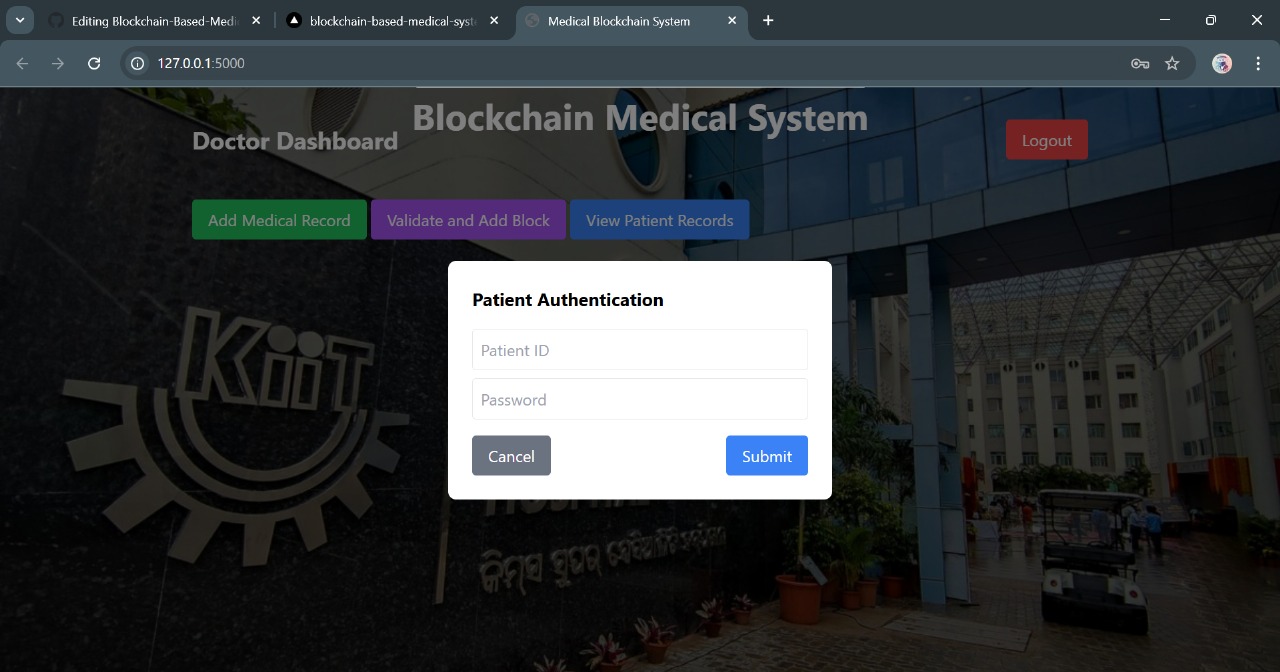 Editing Blockchain-Based-Medi
blockchain-based-medical-syst
Medical Blockchain System
127.0.0.1:5000
Blockchain Medical System
Doctor Dashboard
Logout
Add Medical Record
Validate and Add Block
View Patient Records
Patient Authentication
Patient ID
Password
Cancel
Submit
KiiT
କିମ୍‌ସ ସୁପର ସ୍ପେସିଆଲିଟି